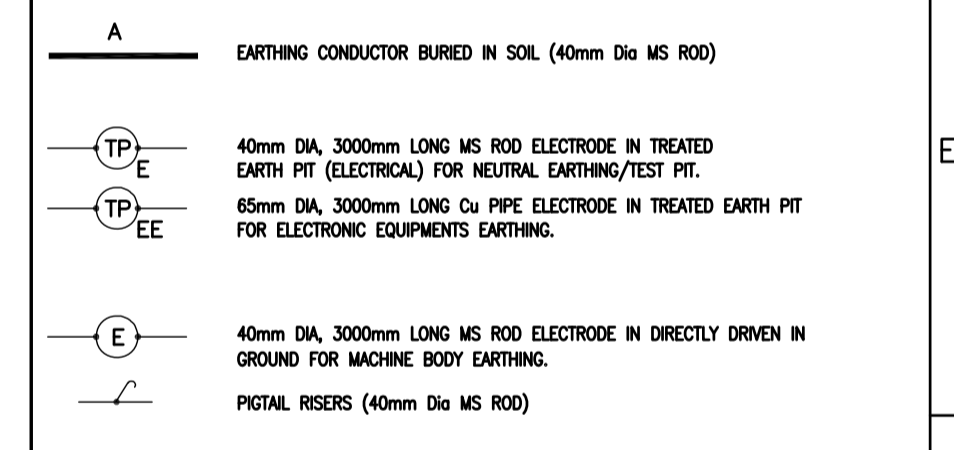 A
EARTHING CONDUCTOR BURIED IN SOIL (40mm Dia MS ROD)
TP
E
40mm DIA, 3000mm LONG MS ROD ELECTRODE IN TREATED
EARTH PIT (ELECTRICAL) FOR NEUTRAL EARTHING/TEST PIT.
TP
EE
65mm DIA, 3000mm LONG Cu PIPE ELECTRODE IN TREATED EARTH PIT
FOR ELECTRONIC EQUIPMENTS EARTHING.
E
40mm DIA, 3000mm LONG MS ROD ELECTRODE IN DIRECTLY DRIVEN IN
GROUND FOR MACHINE BODY EARTHING.
PIGTAIL RISERS (40mm Dia MS ROD)
E